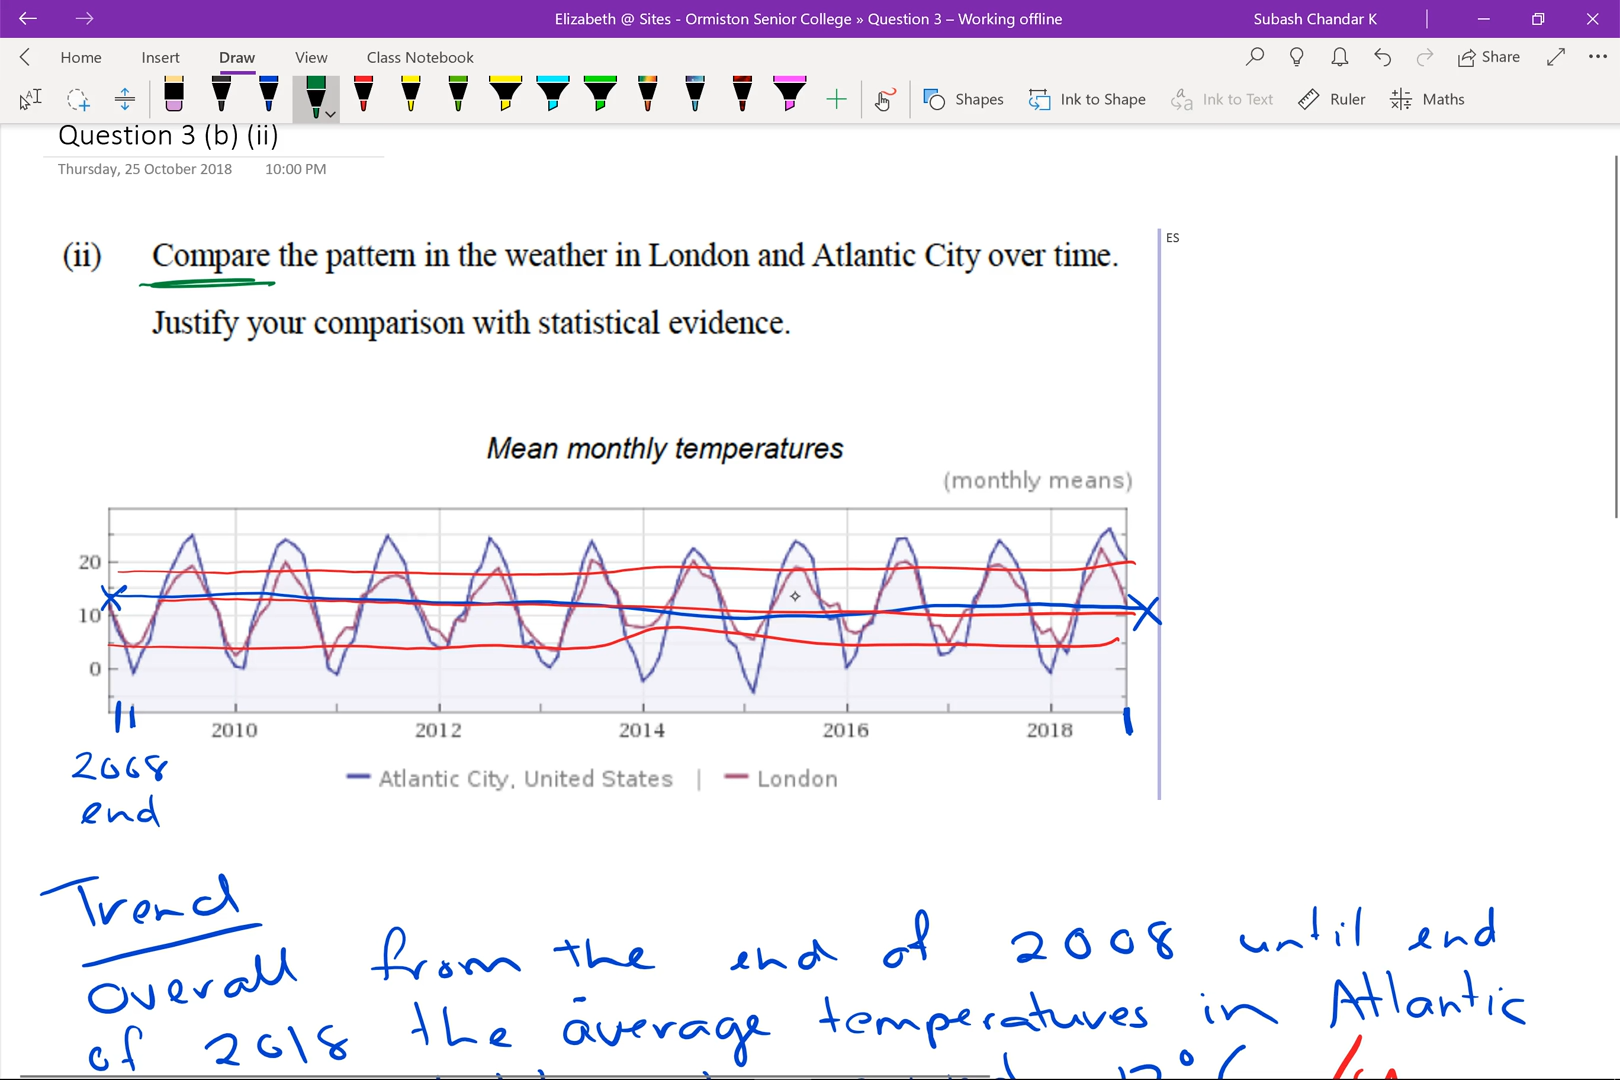 Elizabeth @ Sites - Ormiston Senior College » Question 3 – Working offline
Subash Chandar K
Home Insert Draw View Class Notebook
Share
Shapes Ink to Shape Ink to Text Ruler Maths
Question 3 (b) (ii)
Thursday, 25 October 2018 10:00 PM
ES
(ii) Compare the pattern in the weather in London and Atlantic City over time.
Justify your comparison with statistical evidence.
Mean monthly temperatures
(monthly means)
20
10
0
2010 2012 2014 2016 2018
Atlantic City, United States | London
2008
end
Trend
Overall from the end of 2008 until end
of 2018 the average temperatures in Atlantic